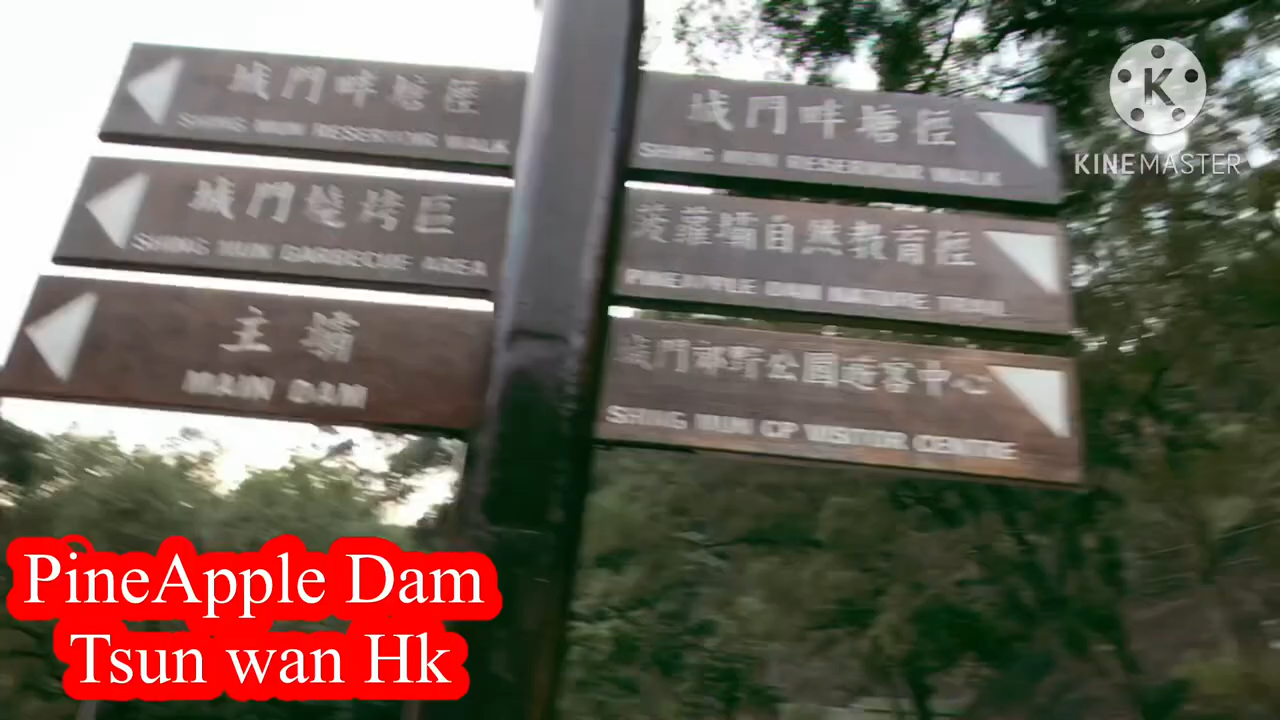 城門畔塘徑
SHING MUN RESERVOIR WALK
城門燒烤區
SHING MUN BARBECUE AREA
主壩
MAIN DAM
城門畔塘徑
SHING MUN RESERVOIR WALK
菠蘿壩自然教育徑
PINEAPPLE DAM NATURE TRAIL
城門郊野公園遊客中心
SHING MUN CP VISITOR CENTRE
K
KINEMASTER
PineApple Dam
Tsun wan Hk